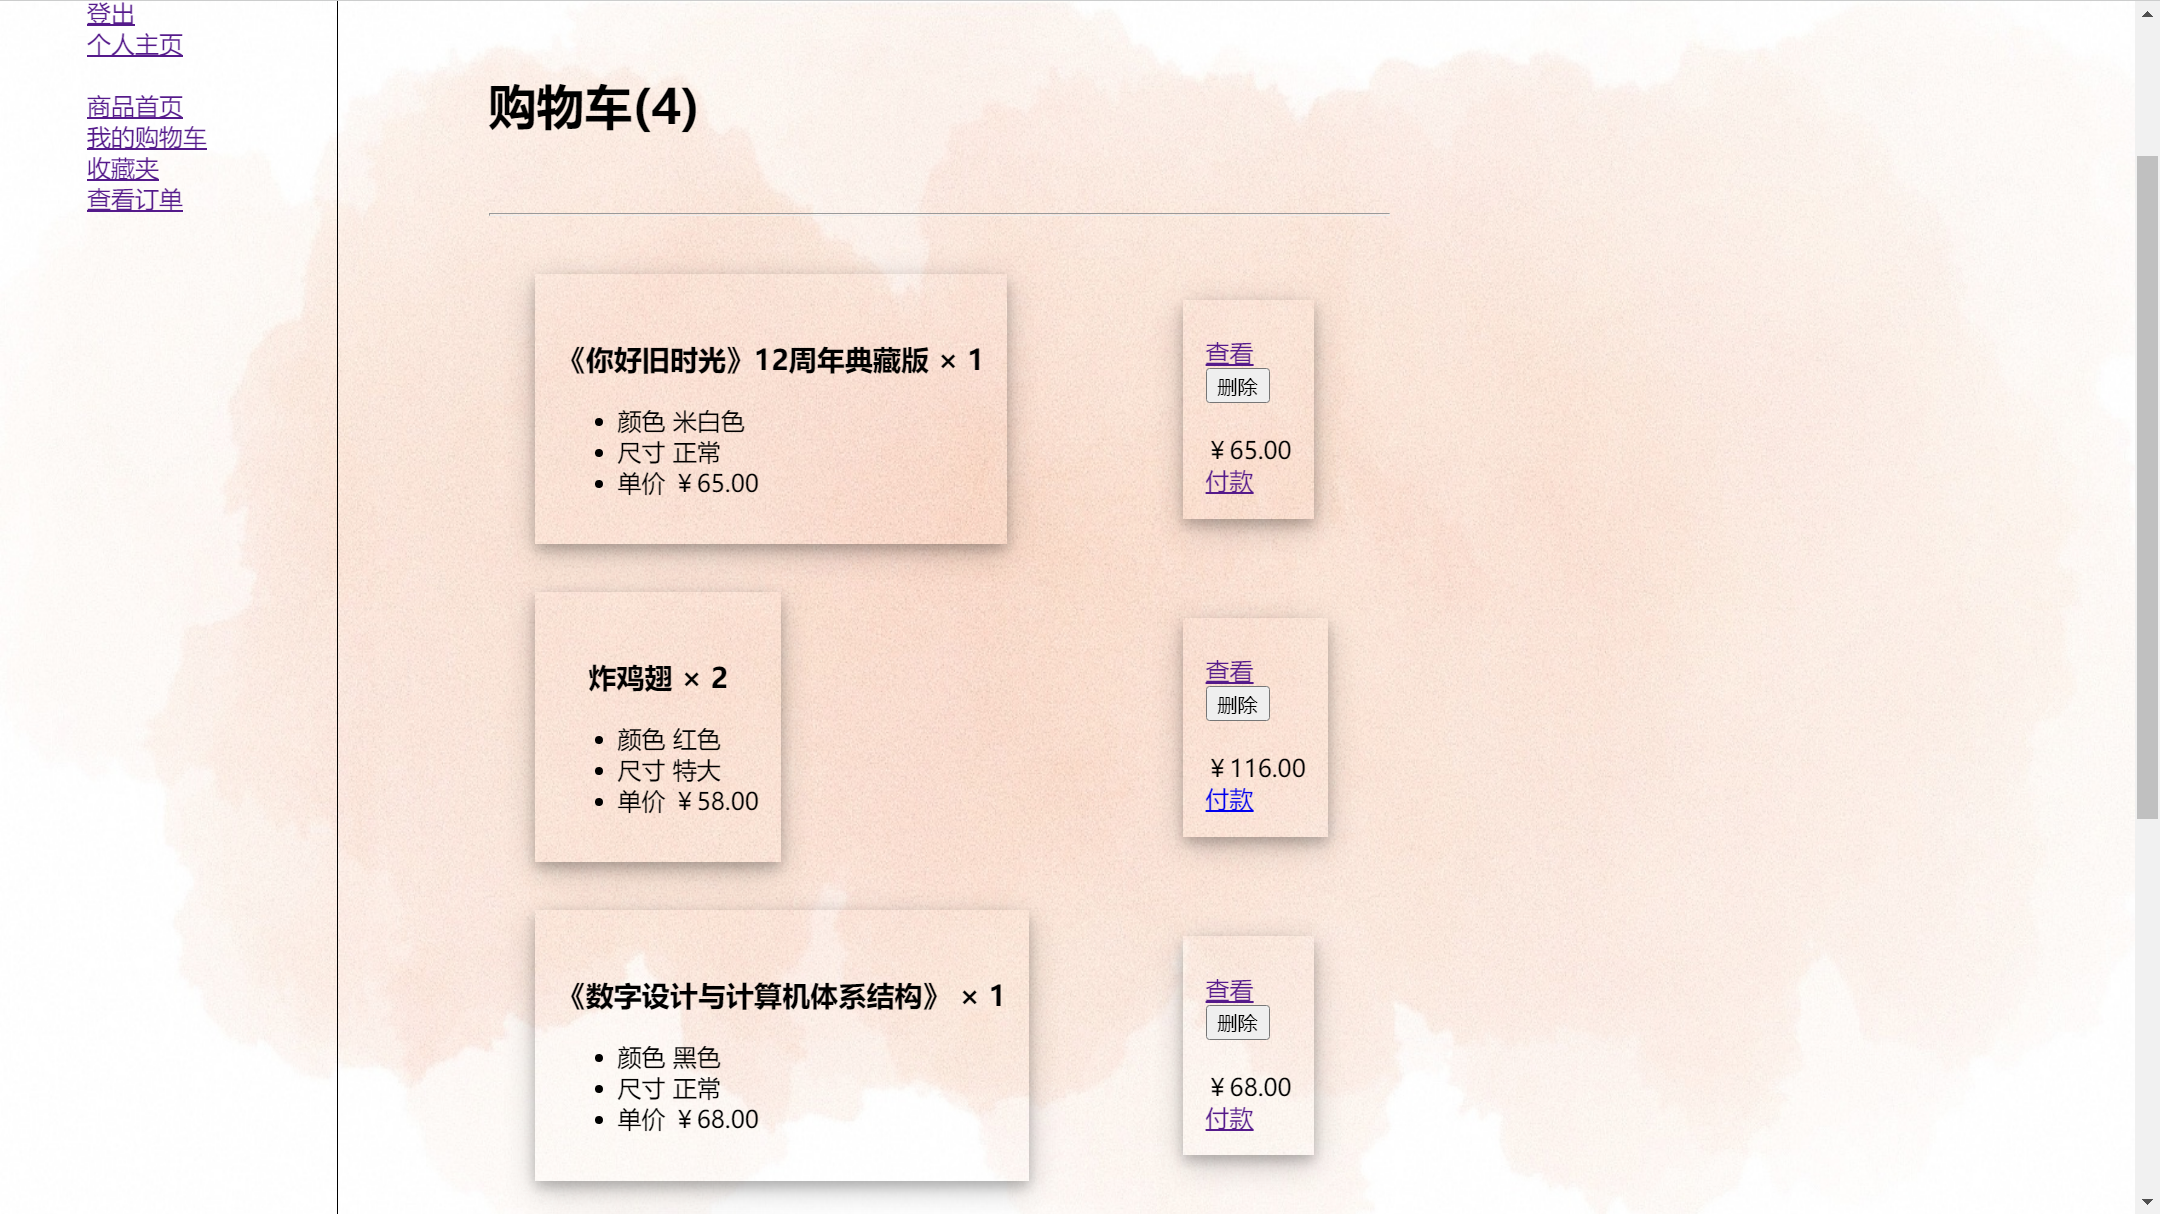 登出
个人主页
商品首页
我的购物车
收藏夹
查看订单
购物车(4)
《你好旧时光》12周年典藏版 × 1
颜色 米白色
尺寸 正常
单价 ￥65.00
查看
删除
￥65.00
付款
炸鸡翅 × 2
颜色 红色
尺寸 特大
单价 ￥58.00
查看
删除
￥116.00
付款
《数字设计与计算机体系结构》 × 1
颜色 黑色
尺寸 正常
单价 ￥68.00
查看
删除
￥68.00
付款